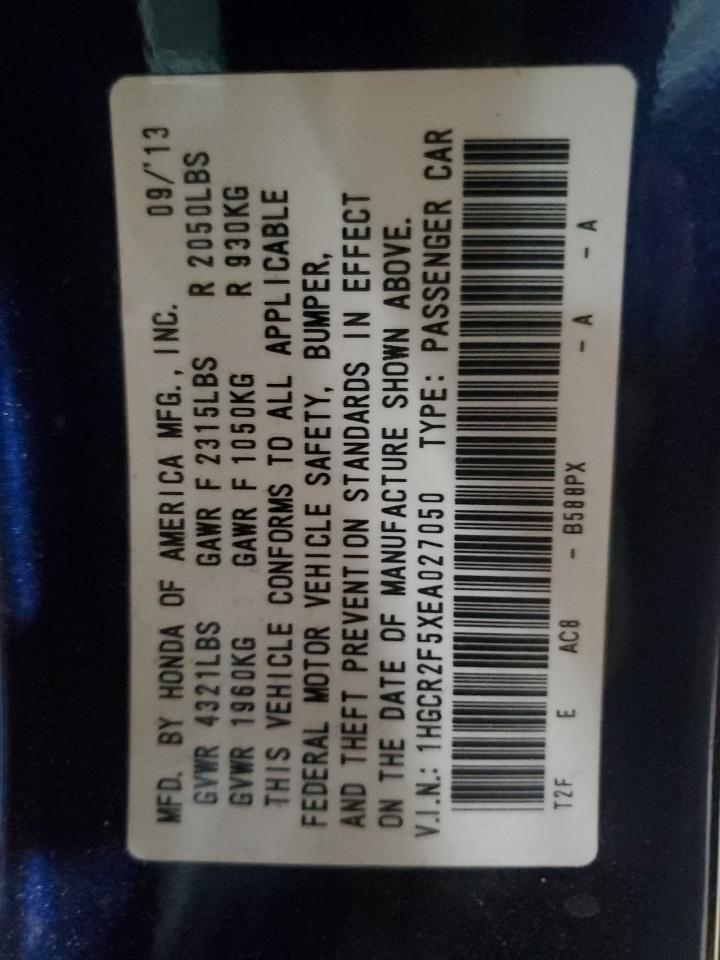 MFD. BY HONDA OF AMERICA MFG., INC. 09/'13
GVWR 4321LBS GAWR F 2315LBS R 2050LBS
GVWR 1960KG GAWR F 1050KG R 930KG
THIS VEHICLE CONFORMS TO ALL APPLICABLE
FEDERAL MOTOR VEHICLE SAFETY, BUMPER,
AND THEFT PREVENTION STANDARDS IN EFFECT
ON THE DATE OF MANUFACTURE SHOWN ABOVE.
V.I.N.: 1HGCR2F5XEA027050 TYPE: PASSENGER CAR
T2F E AC8 - B588PX - A - A